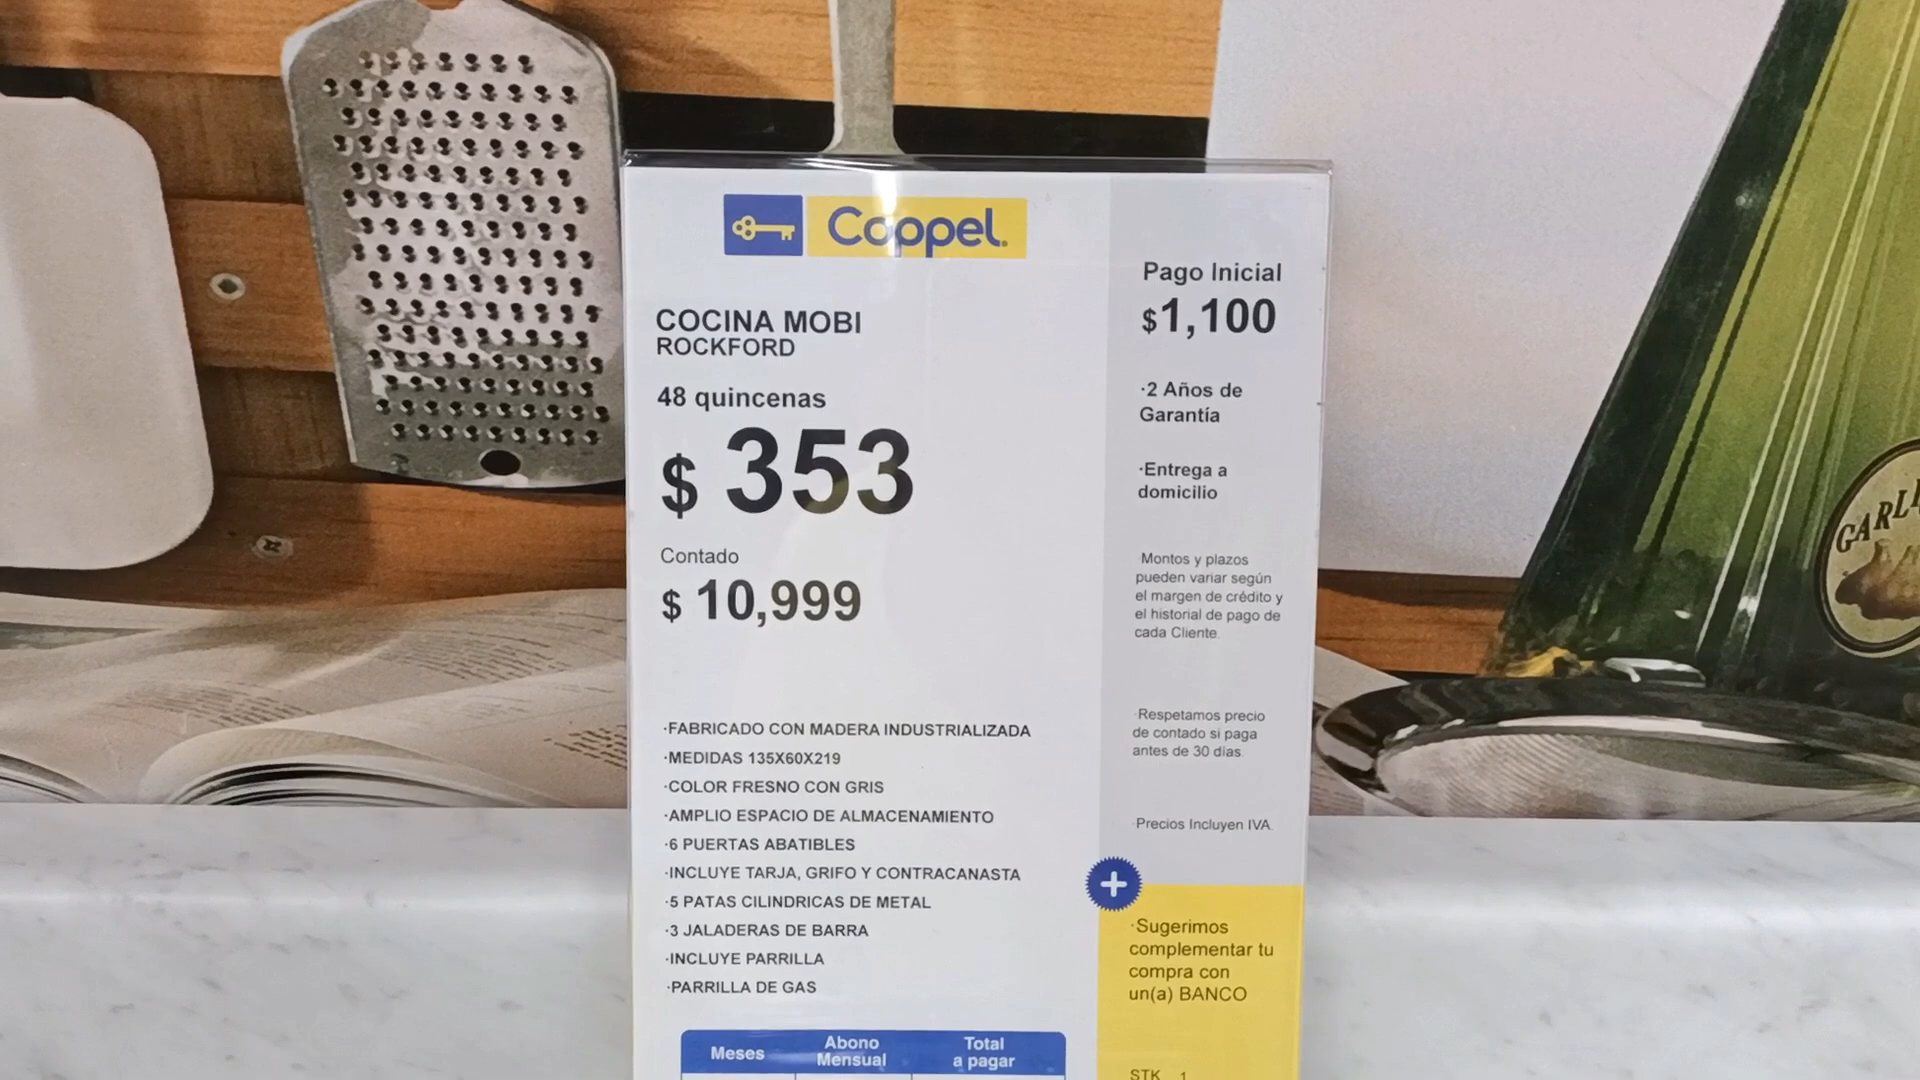 Coppel.
COCINA MOBI
ROCKFORD
48 quincenas
$ 353
Contado
$ 10,999
·FABRICADO CON MADERA INDUSTRIALIZADA
·MEDIDAS 135X60X219
·COLOR FRESNO CON GRIS
·AMPLIO ESPACIO DE ALMACENAMIENTO
·6 PUERTAS ABATIBLES
·INCLUYE TARJA, GRIFO Y CONTRACANASTA
·5 PATAS CILINDRICAS DE METAL
·3 JALADERAS DE BARRA
·INCLUYE PARRILLA
·PARRILLA DE GAS
Meses
Abono
Mensual
Total
a pagar
Pago Inicial
$1,100
·2 Años de
Garantía
·Entrega a
domicilio
·Montos y plazos
pueden variar según
el margen de crédito y
el historial de pago de
cada Cliente.
·Respetamos precio
de contado si paga
antes de 30 días.
·Precios Incluyen IVA.
+
·Sugerimos
complementar tu
compra con
un(a) BANCO
STK 1